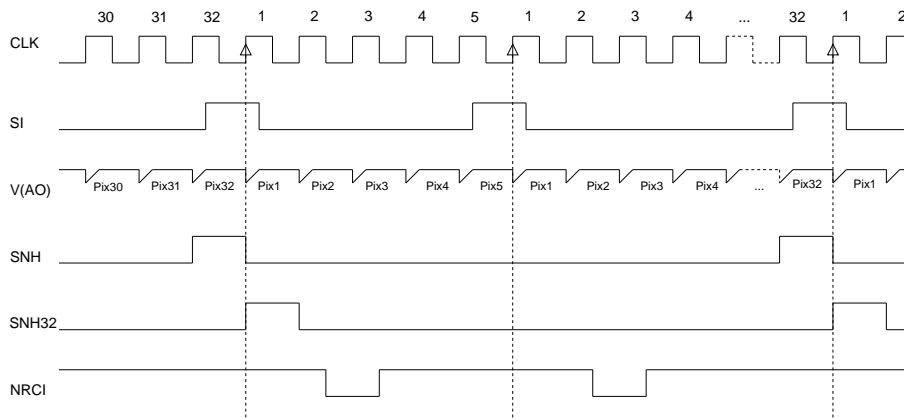 30 31 32 1 2 3 4 5 1 2 3 4 ... 32 1 2
CLK
SI
V(AO) Pix30 Pix31 Pix32 Pix1 Pix2 Pix3 Pix4 Pix5 Pix1 Pix2 Pix3 Pix4 ... Pix32 Pix1
SNH
SNH32
NRCI